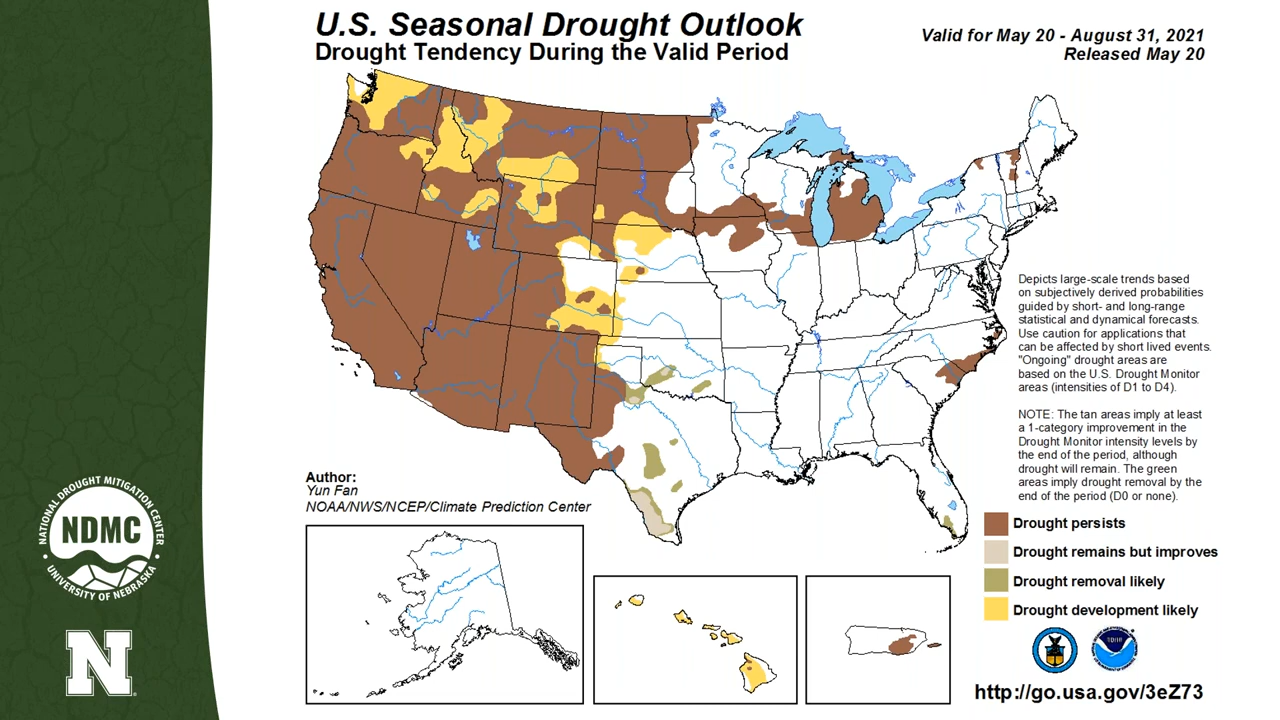 U.S. Seasonal Drought Outlook
Drought Tendency During the Valid Period
Valid for May 20 - August 31, 2021
Released May 20
Depicts large-scale trends based
on subjectively derived probabilities
guided by short- and long-range
statistical and dynamical forecasts.
Use caution for applications that
can be affected by short lived events.
"Ongoing" drought areas are
based on the U.S. Drought Monitor
areas (intensities of D1 to D4).
NOTE: The tan areas imply at least
a 1-category improvement in the
Drought Monitor intensity levels by
the end of the period, although
drought will remain. The green
areas imply drought removal by the
end of the period (D0 or none).
Author:
Yun Fan
NOAA/NWS/NCEP/Climate Prediction Center
Drought persists
Drought remains but improves
Drought removal likely
Drought development likely
http://go.usa.gov/3eZ73
NATIONAL DROUGHT MITIGATION CENTER
NDMC
UNIVERSITY OF NEBRASKA
N